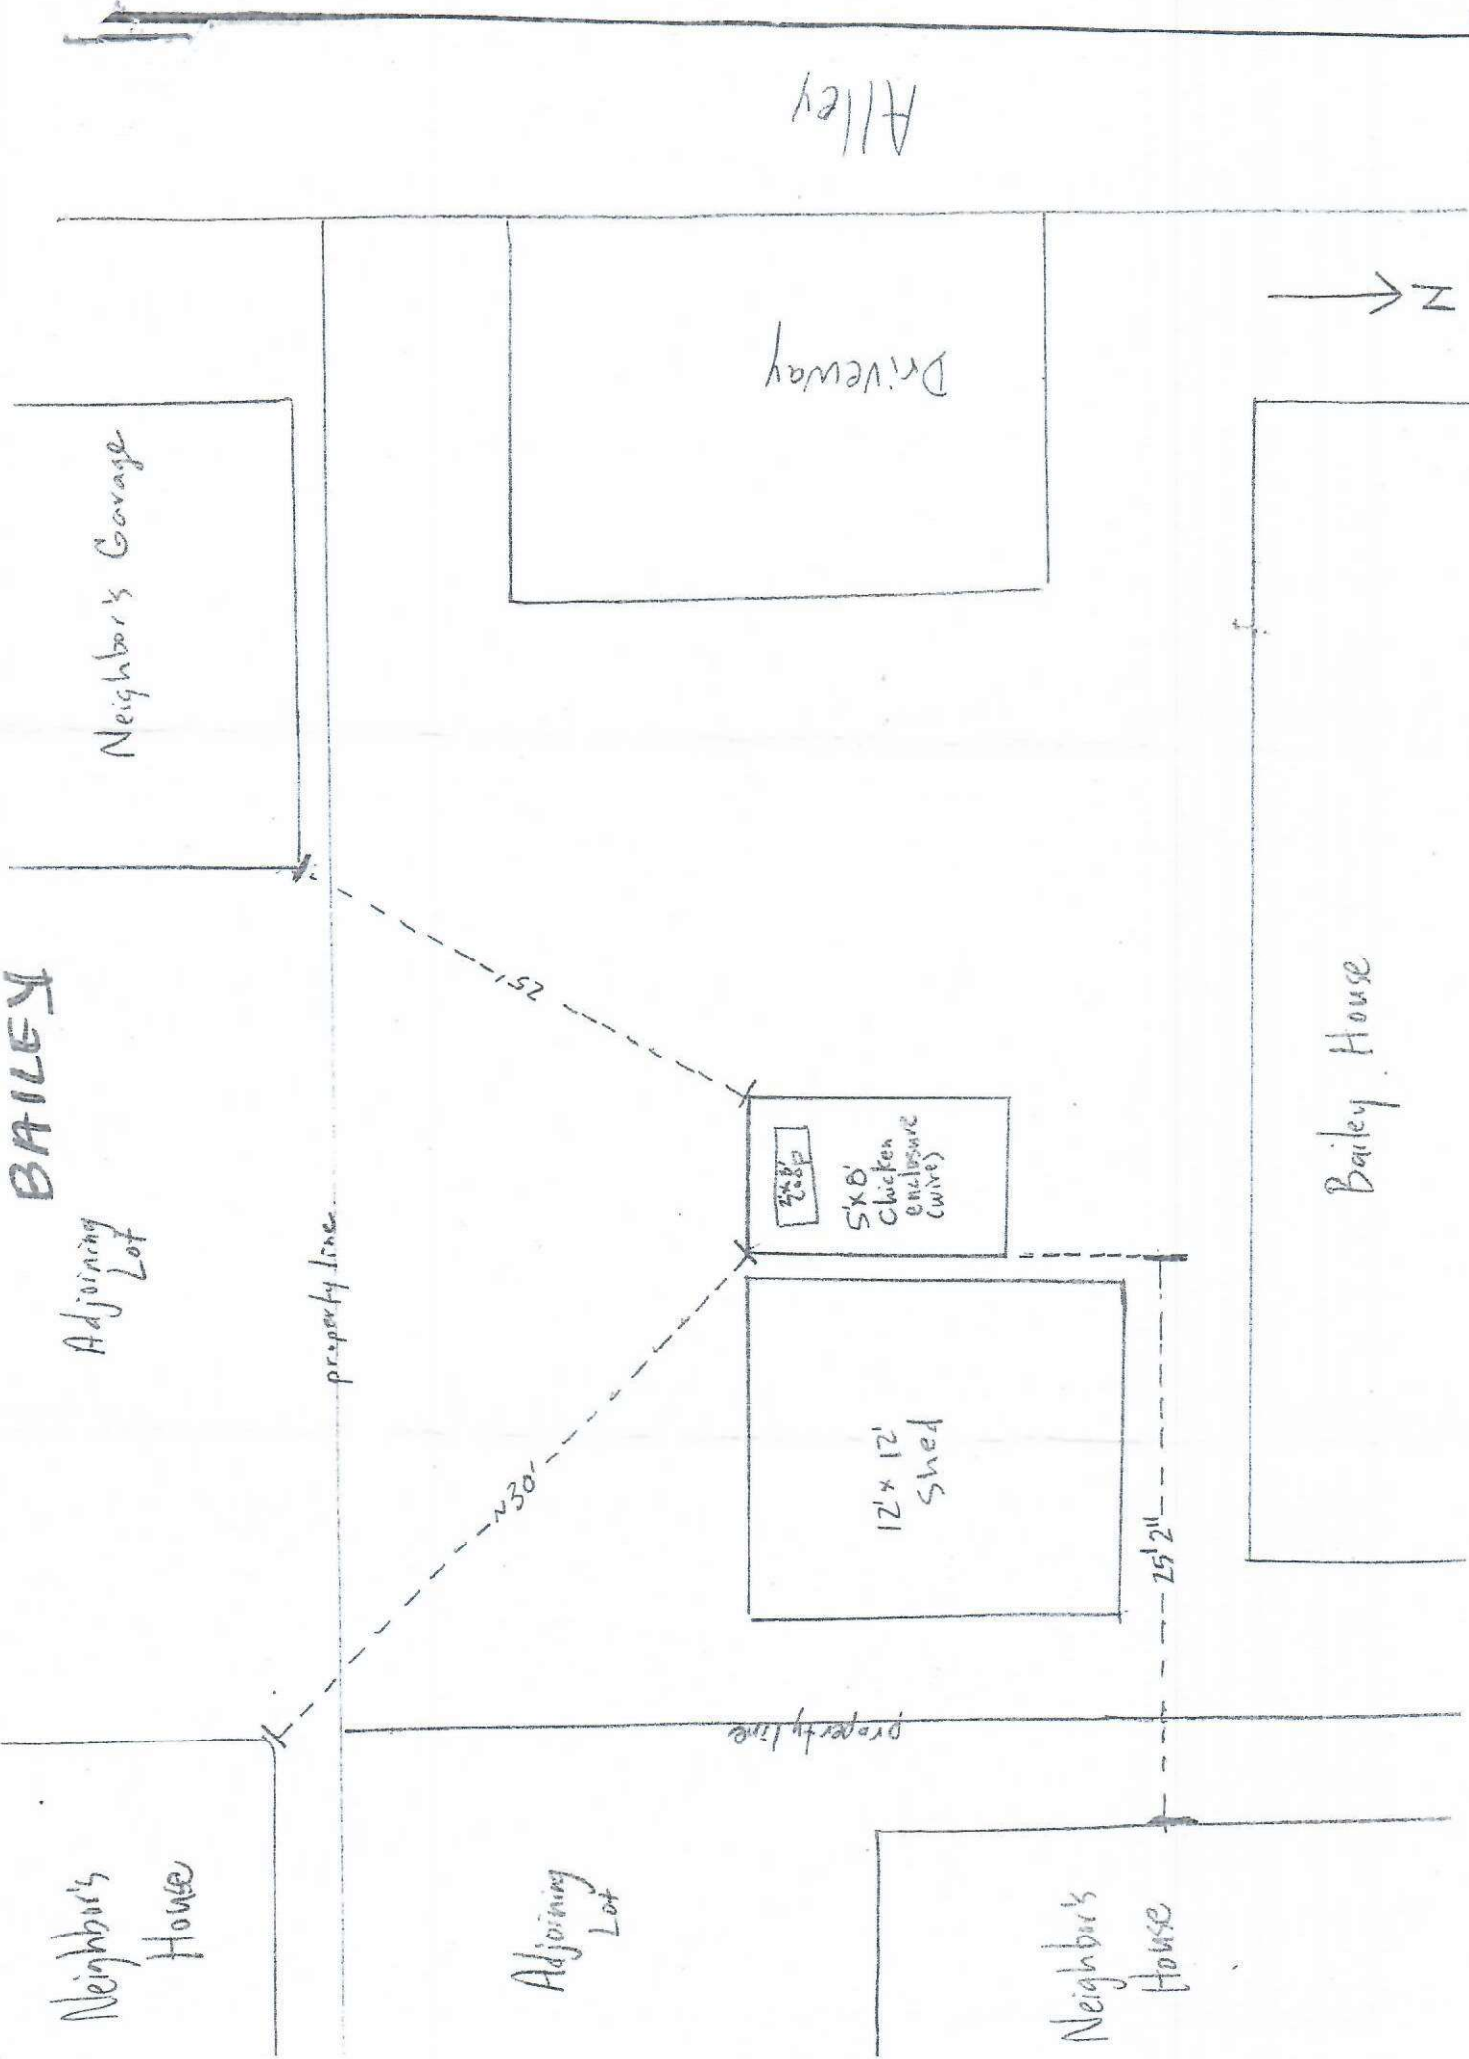 BAILEY
Neighbor's
House
Adjoining
Lot
Neighbor's Garage
property line
~30'
25'
Adjoining
Lot
property line
12' x 12'
Shed
5'x8'
Chicken
enclosure
(wire)
Driveway
Alley
Neighbor's
House
25'2"
Bailey House
N